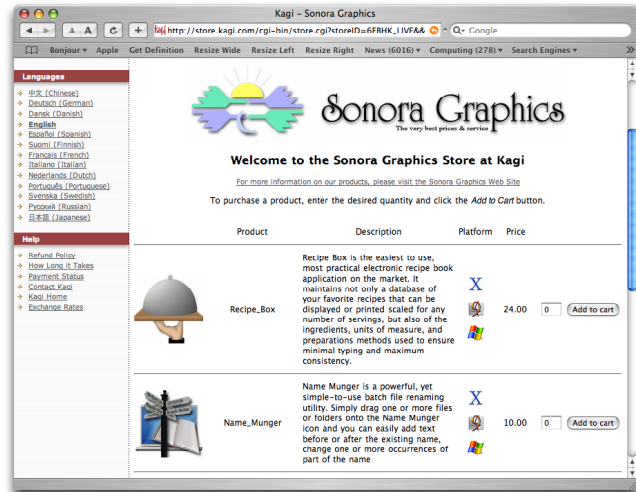 Kagi – Sonora Graphics
A A
http://store.kagi.com/cgi-bin/store.cgi?storeID=6FBHK_LIVE&&
Google
Bonjour Apple Get Definition Resize Wide Resize Left Resize Right News (6016) Computing (278) Search Engines
Languages
中文 (Chinese)
Deutsch (German)
Dansk (Danish)
English
Español (Spanish)
Suomi (Finnish)
Français (French)
Italiano (Italian)
Nederlands (Dutch)
Português (Portuguese)
Svenska (Swedish)
Русский (Russian)
日本語 (Japanese)
Help
Refund Policy
How Long it Takes
Payment Status
Contact Kagi
Kagi Home
Exchange Rates
Sonora Graphics
The very best prices & service
Welcome to the Sonora Graphics Store at Kagi
For more information on our products, please visit the Sonora Graphics Web Site
To purchase a product, enter the desired quantity and click the Add to Cart button.
Product Description Platform Price
Recipe Box is the easiest to use,
most practical electronic recipe book
application on the market. It
maintains not only a database of
your favorite recipes that can be
displayed or printed scaled for any
number of servings, but also of the
ingredients, units of measure, and
preparations methods used to ensure
minimal typing and maximum
consistency.
Recipe_Box
X
24.00
0
Add to cart
Name Munger is a powerful, yet
simple-to-use batch file renaming
utility. Simply drag one or more files
or folders onto the Name Munger
icon and you can easily add text
before or after the existing name,
change one or more occurrences of
part of the name
Name_Munger
X
10.00
0
Add to cart